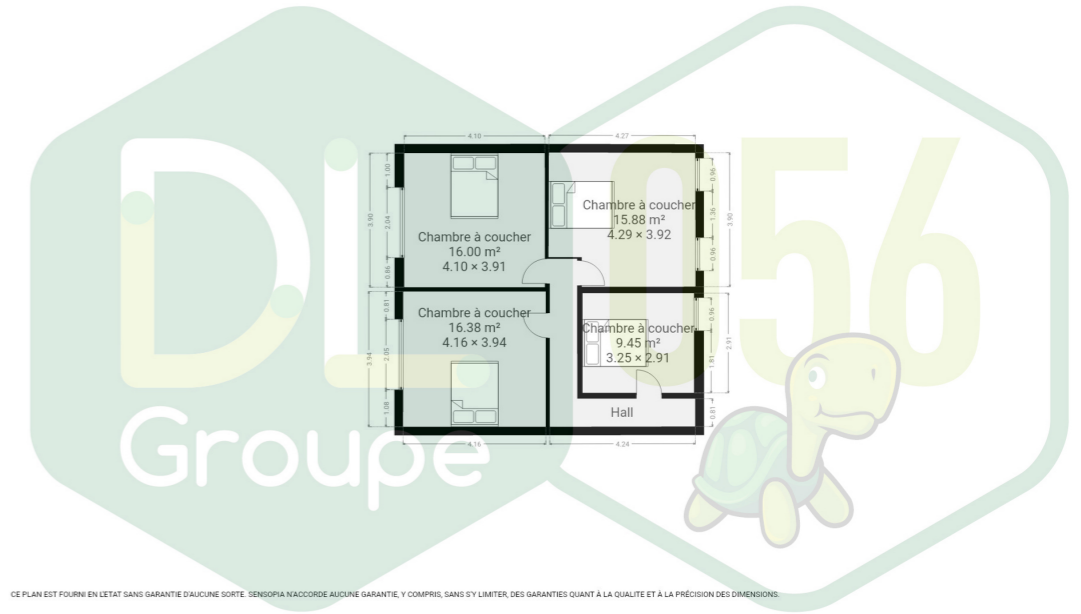 4.10
4.27
Chambre à coucher
16.00 m²
4.10 × 3.91
Chambre à coucher
15.88 m²
4.29 × 3.92
Chambre à coucher
16.38 m²
4.16 × 3.94
Chambre à coucher
9.45 m²
3.25 × 2.91
Hall
3.90
1.00
2.04
0.86
3.94
0.81
2.05
1.08
0.96
1.36
0.96
3.90
0.96
1.81
2.91
0.81
4.16
4.24
DL
Groupe
056
CE PLAN EST FOURNI EN L'ETAT SANS GARANTIE D'AUCUNE SORTE. SENSOPIA N'ACCORDE AUCUNE GARANTIE, Y COMPRIS, SANS S'Y LIMITER, DES GARANTIES QUANT À LA QUALITE ET À LA PRÉCISION DES DIMENSIONS.